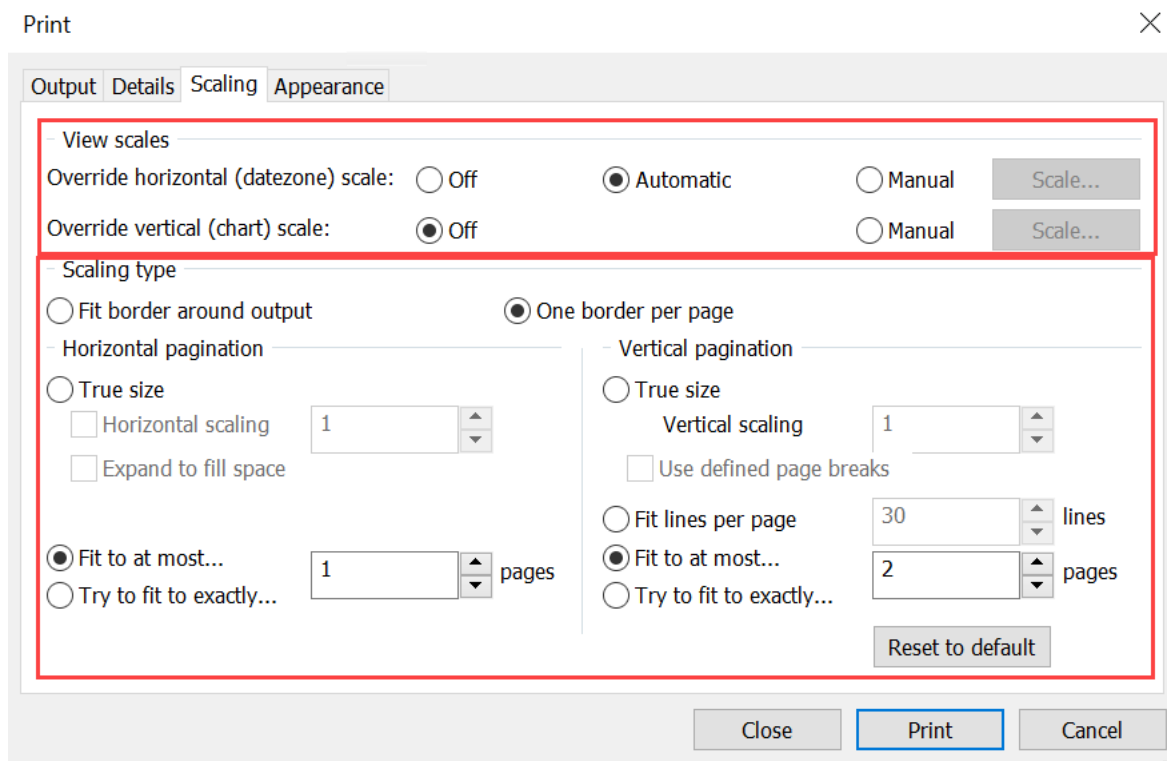 Print
Output Details Scaling Appearance
View scales
Override horizontal (datezone) scale: Off Automatic Manual Scale...
Override vertical (chart) scale: Off Manual Scale...
Scaling type
Fit border around output One border per page
Horizontal pagination Vertical pagination
True size True size
Horizontal scaling 1 Vertical scaling 1
Expand to fill space Use defined page breaks
Fit lines per page 30 lines
Fit to at most... 1 pages Fit to at most... 2 pages
Try to fit to exactly... Try to fit to exactly...
Reset to default
Close Print Cancel